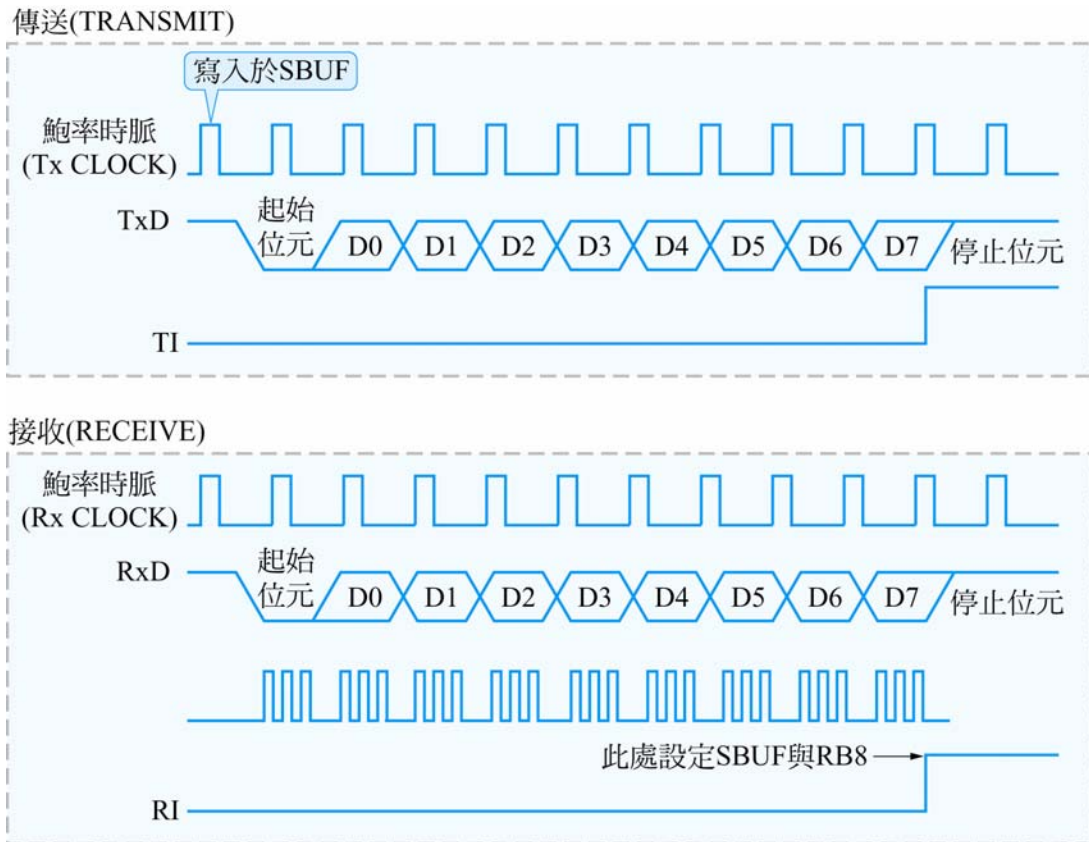 傳送(TRANSMIT)
寫入於SBUF
鮑率時脈
(Tx CLOCK)
TxD
起始
位元
D0
D1
D2
D3
D4
D5
D6
D7
停止位元
TI
接收(RECEIVE)
鮑率時脈
(Rx CLOCK)
RxD
起始
位元
D0
D1
D2
D3
D4
D5
D6
D7
停止位元
此處設定SBUF與RB8
RI